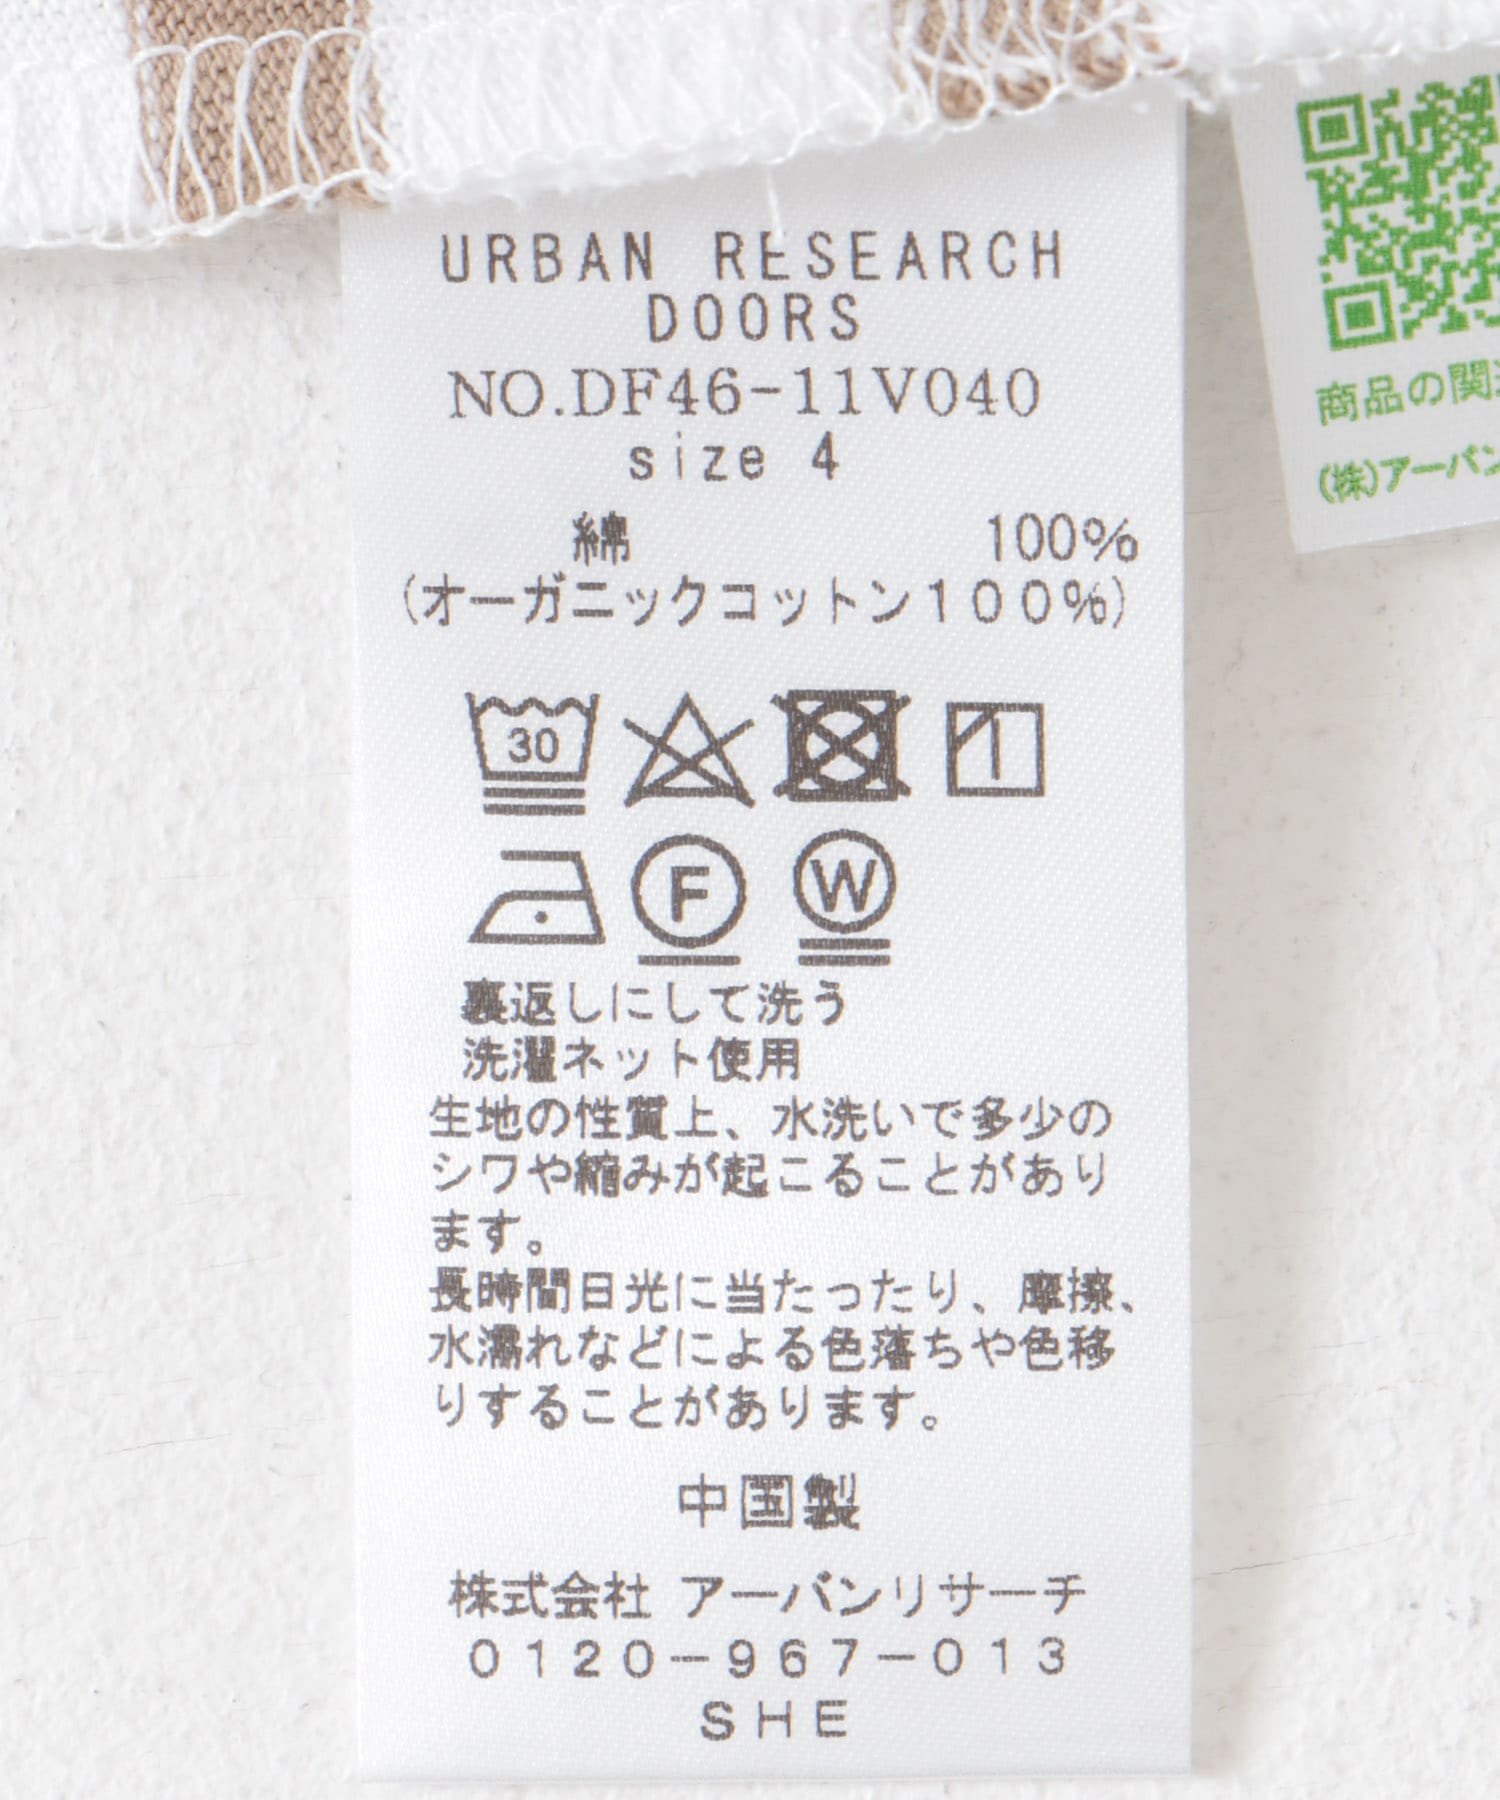 URBAN RESEARCH
DOORS
NO.DF46-11V040
size 4
綿 100%
(オーガニックコットン100%)
30
F
W
裏返しにして洗う
洗濯ネット使用
生地の性質上、水洗いで多少の
シワや縮みが起こることがあり
ます。
長時間日光に当たったり、摩擦、
水濡れなどによる色落ちや色移
りすることがあります。
中国製
株式会社 アーバンリサーチ
0120-967-013
SHE
商品の関
(株)アーバン